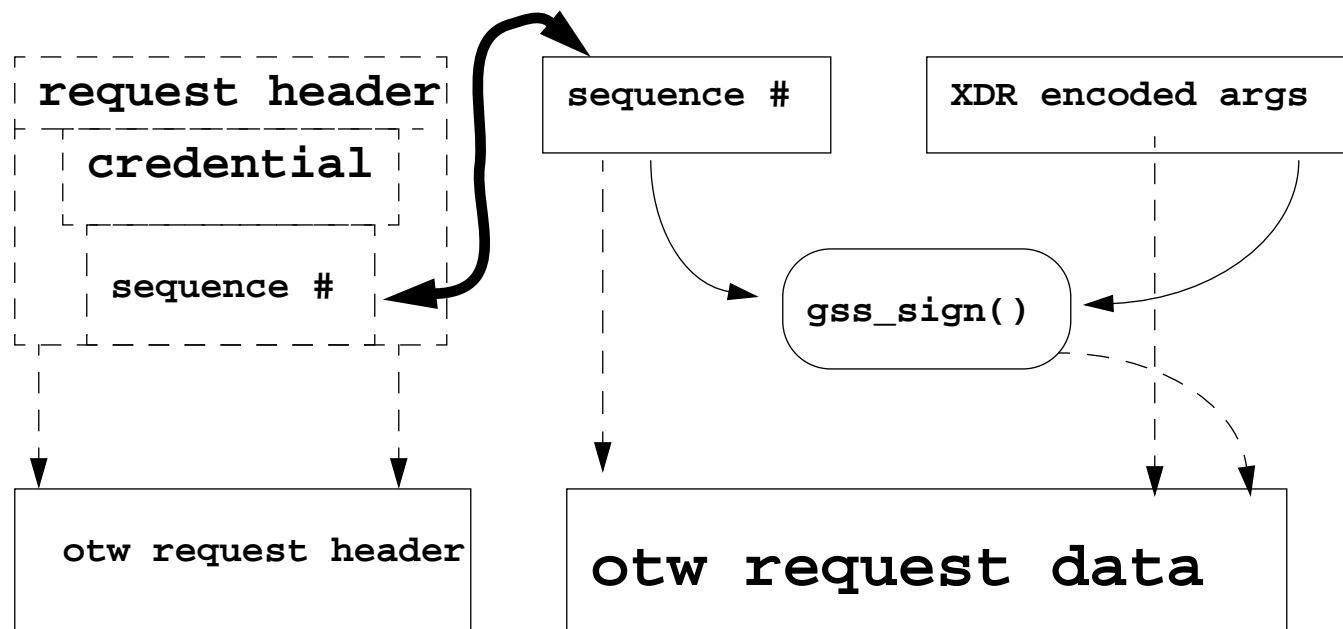 request header
credential
sequence #
sequence #
XDR encoded args
gss_sign()
otw request header
otw request data